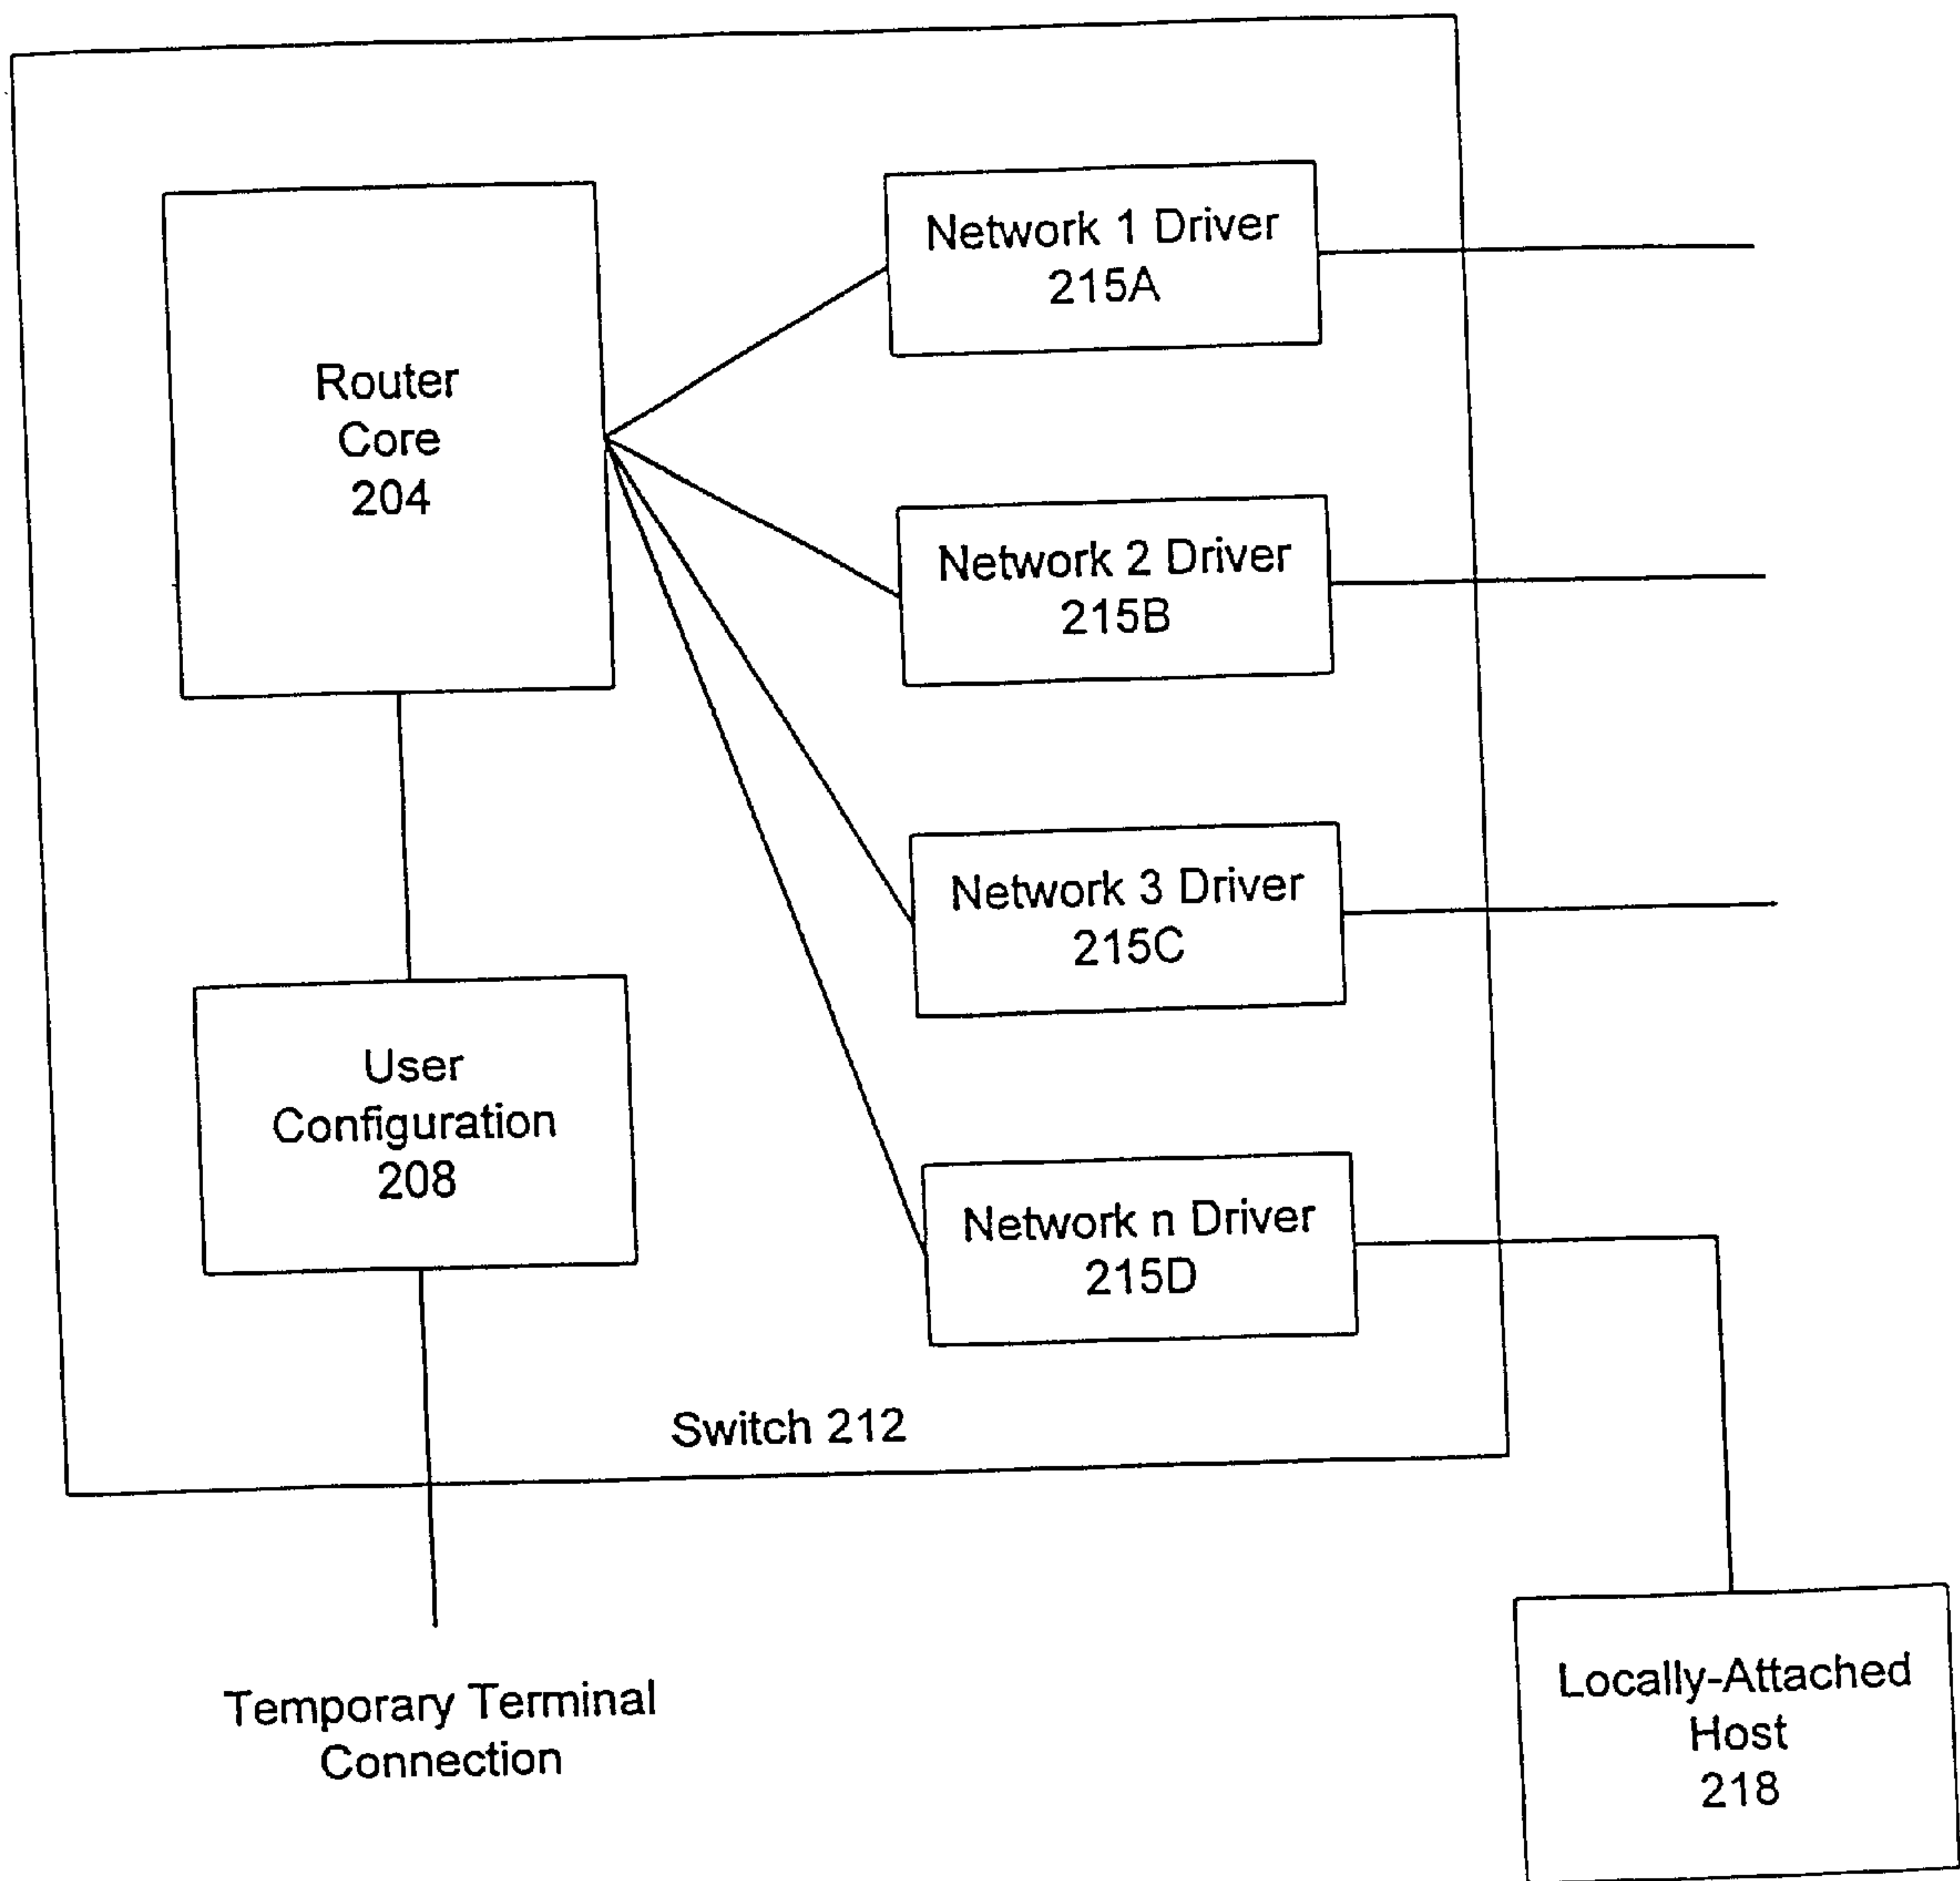 Router
Core
204
Network 1 Driver
215A
Network 2 Driver
215B
Network 3 Driver
215C
Network n Driver
215D
User
Configuration
208
Switch 212
Temporary Terminal
Connection
Locally-Attached
Host
218